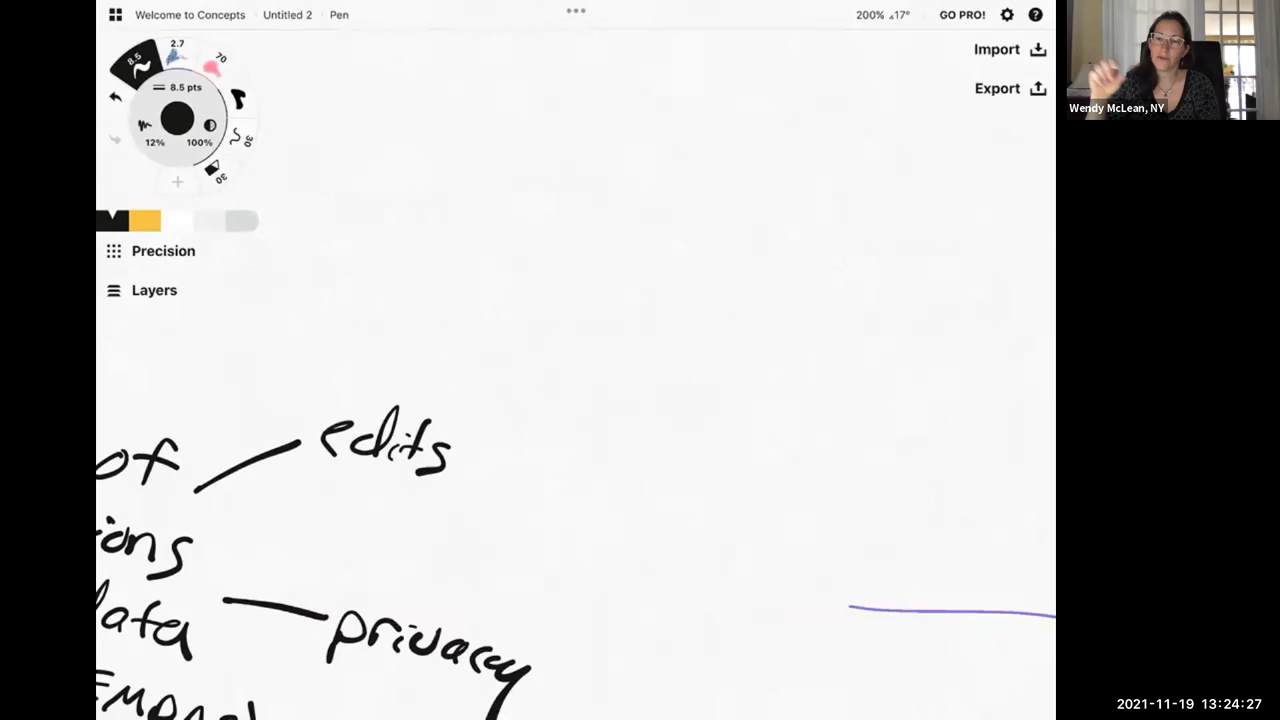 Welcome to Concepts Untitled 2 Pen
200% ⊿17° GO PRO!
Import
Export
8.5
2.7
70
8.5 pts
12% 100%
30
30
Precision
Layers
of edits
ions
lata privacy
Wendy McLean, NY
2021-11-19 13:24:27